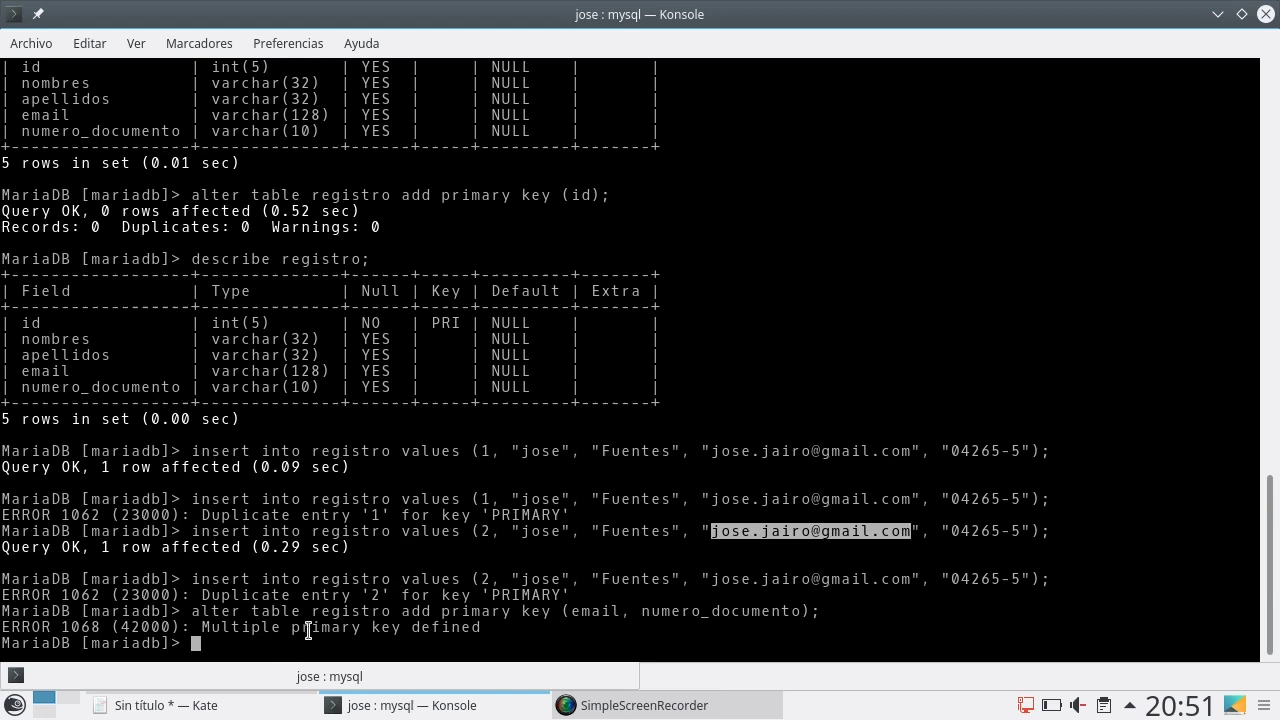 jose : mysql — Konsole
Archivo Editar Ver Marcadores Preferencias Ayuda
| id | int(5) | YES | | NULL | |
| nombres | varchar(32) | YES | | NULL | |
| apellidos | varchar(32) | YES | | NULL | |
| email | varchar(128) | YES | | NULL | |
| numero_documento | varchar(10) | YES | | NULL | |
+------------------+--------------+------+-----+---------+-------+
5 rows in set (0.01 sec)
MariaDB [mariadb]> alter table registro add primary key (id);
Query OK, 0 rows affected (0.52 sec)
Records: 0  Duplicates: 0  Warnings: 0
MariaDB [mariadb]> describe registro;
+------------------+--------------+------+-----+---------+-------+
| Field | Type | Null | Key | Default | Extra |
+------------------+--------------+------+-----+---------+-------+
| id | int(5) | NO | PRI | NULL | |
| nombres | varchar(32) | YES | | NULL | |
| apellidos | varchar(32) | YES | | NULL | |
| email | varchar(128) | YES | | NULL | |
| numero_documento | varchar(10) | YES | | NULL | |
+------------------+--------------+------+-----+---------+-------+
5 rows in set (0.00 sec)
MariaDB [mariadb]> insert into registro values (1, "jose", "Fuentes", "jose.jairo@gmail.com", "04265-5");
Query OK, 1 row affected (0.09 sec)
MariaDB [mariadb]> insert into registro values (1, "jose", "Fuentes", "jose.jairo@gmail.com", "04265-5");
ERROR 1062 (23000): Duplicate entry '1' for key 'PRIMARY'
MariaDB [mariadb]> insert into registro values (2, "jose", "Fuentes", "jose.jairo@gmail.com", "04265-5");
Query OK, 1 row affected (0.29 sec)
MariaDB [mariadb]> insert into registro values (2, "jose", "Fuentes", "jose.jairo@gmail.com", "04265-5");
ERROR 1062 (23000): Duplicate entry '2' for key 'PRIMARY'
MariaDB [mariadb]> alter table registro add primary key (email, numero_documento);
ERROR 1068 (42000): Multiple primary key defined
MariaDB [mariadb]>
jose : mysql
Sin título * — Kate jose : mysql — Konsole SimpleScreenRecorder 20:51